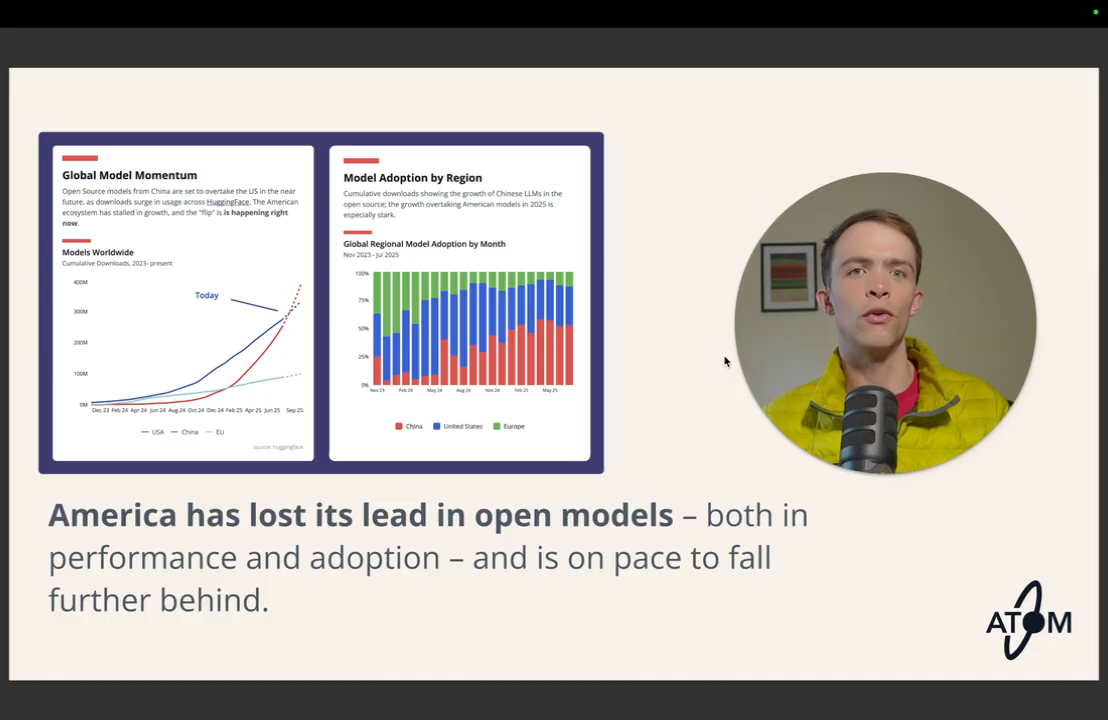 Global Model Momentum
Open Source models from China are set to overtake the US in the near
future, as downloads surge in usage across HuggingFace. The American
ecosystem has stalled in growth, and the "flip" is is happening right
now.
Models Worldwide
Cumulative Downloads, 2023- present
400M
Today
300M
200M
100M
0M
Dec 23 Feb 24 Apr 24 Jun 24 Aug 24 Oct 24 Dec 24 Feb 25 Apr 25 Jun 25 Sep 25
USA China EU
source: huggingface
Model Adoption by Region
Cumulative downloads showing the growth of Chinese LLMs in the
open source; the growth overtaking American models in 2025 is
especially stark.
Global Regional Model Adoption by Month
Nov 2023 - Jul 2025
100%
75%
50%
25%
0%
Nov 23 Feb 24 May 24 Aug 24 Nov 24 Feb 25 May 25
China United States Europe
America has lost its lead in open models – both in
performance and adoption – and is on pace to fall
further behind.
ATOM